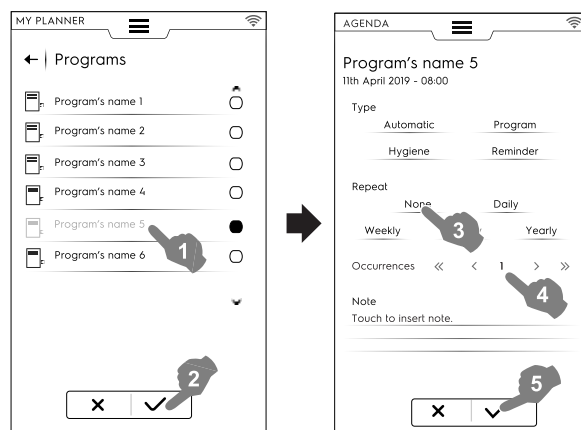 MY PLANNER
Programs
Program's name 1
Program's name 2
Program's name 3
Program's name 4
Program's name 5
Program's name 6
1
2
AGENDA
Program's name 5
11th April 2019 - 08:00
Type
Automatic Program
Hygiene Reminder
Repeat
None Daily
Weekly Yearly
3
Occurrences « < 1 > »
4
Note
Touch to insert note.
5